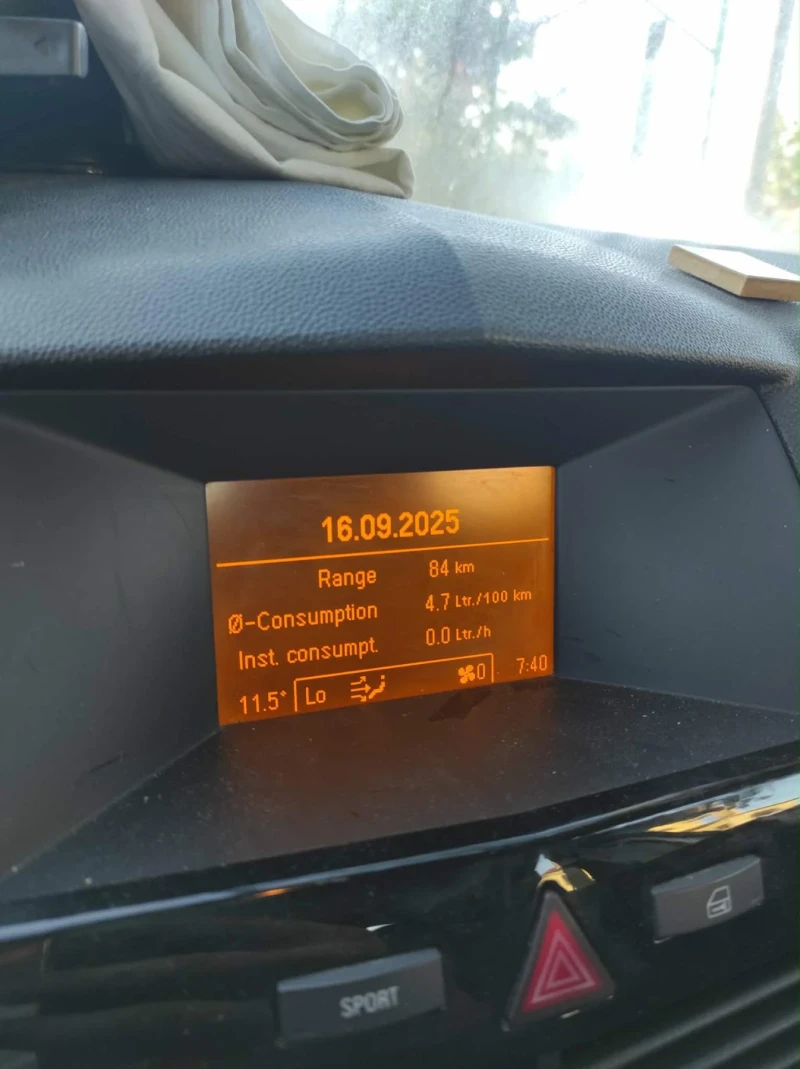 16.09.2025
Range 84 km
Ø-Consumption 4.7 Ltr./100 km
Inst. consumpt. 0.0 Ltr./h
11.5° Lo 0 7:40
SPORT